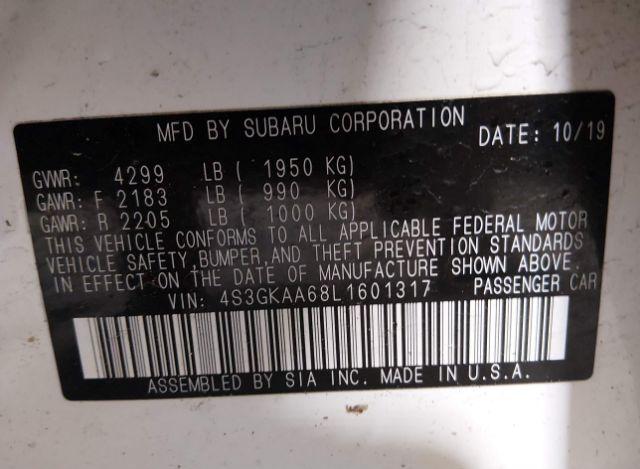 MFD BY SUBARU CORPORATION DATE: 10/19
GVWR: 4299 LB ( 1950 KG)
GAWR: F 2183 LB ( 990 KG)
GAWR: R 2205 LB ( 1000 KG)
THIS VEHICLE CONFORMS TO ALL APPLICABLE FEDERAL MOTOR
VEHICLE SAFETY, BUMPER, AND THEFT PREVENTION STANDARDS
IN EFFECT ON THE DATE OF MANUFACTURE SHOWN ABOVE.
VIN: 4S3GKAA68L1601317 PASSENGER CAR
ASSEMBLED BY SIA INC. MADE IN U.S.A.